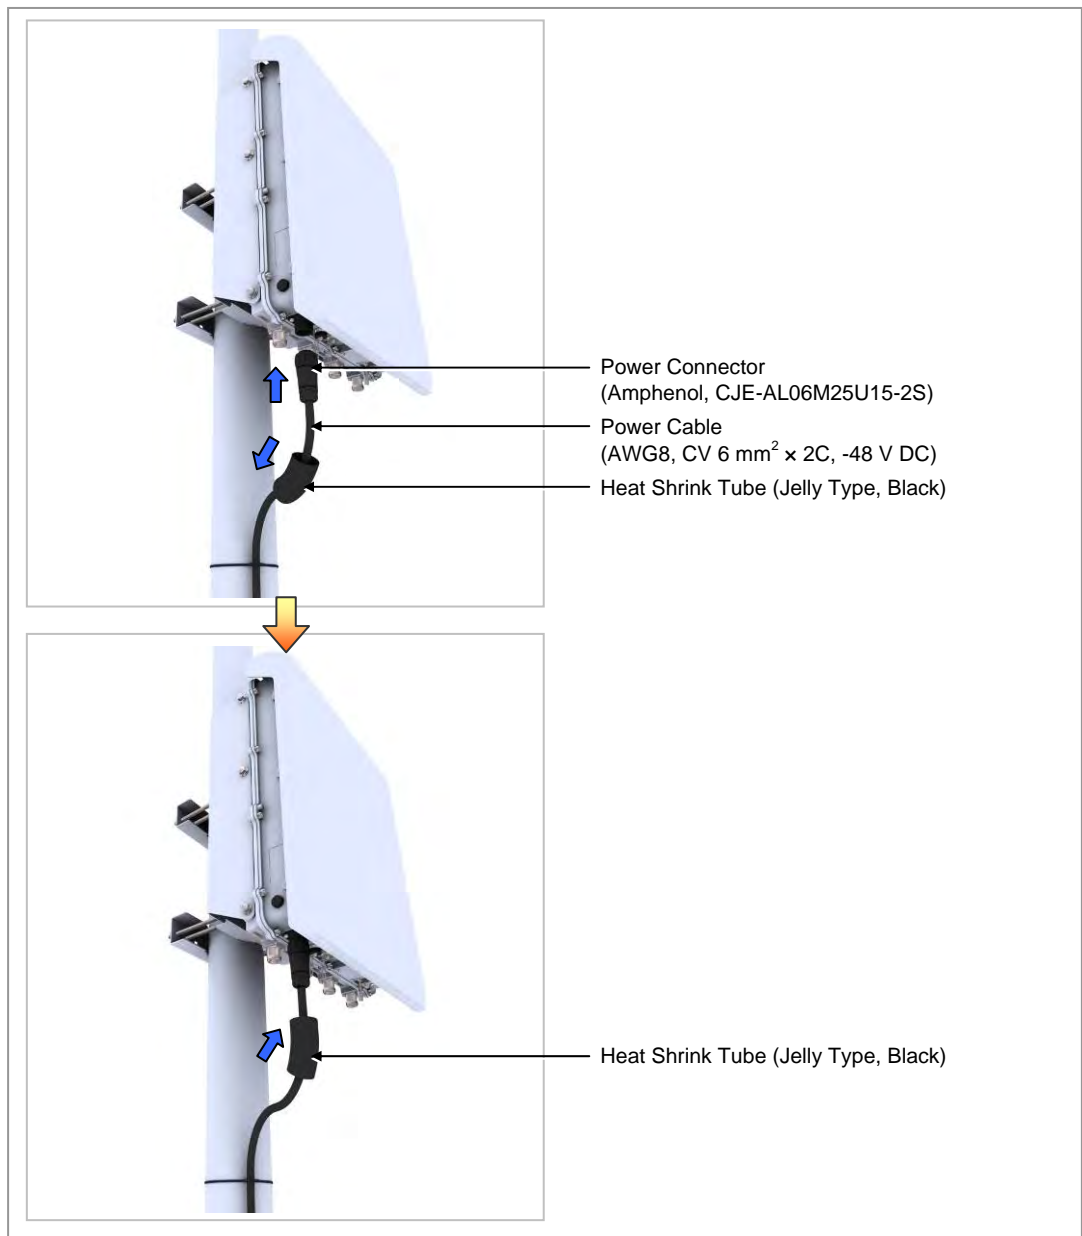 Power Connector
(Amphenol, CJE-AL06M25U15-2S)
Power Cable
(AWG8, CV 6 mm² × 2C, -48 V DC)
Heat Shrink Tube (Jelly Type, Black)
Heat Shrink Tube (Jelly Type, Black)